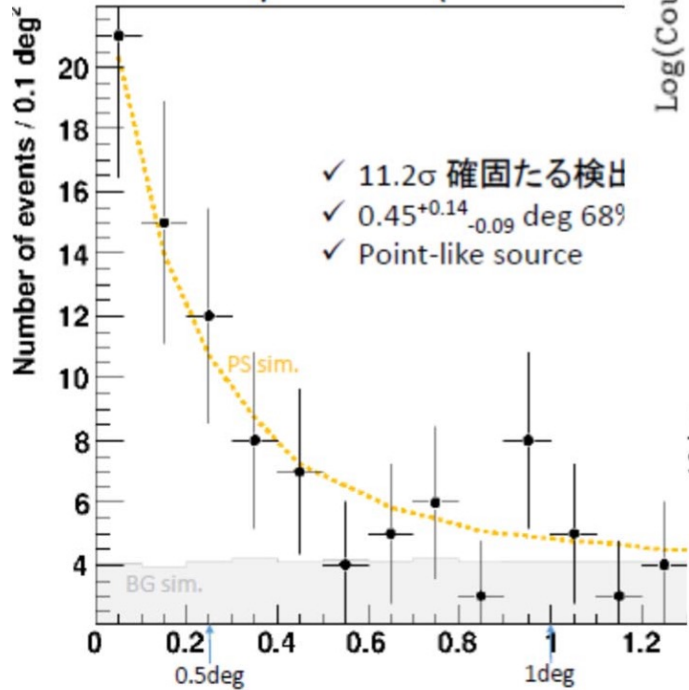 Number of events / 0.1 deg²
Log(Cou
20
18
16
14
12
10
8
6
4
✓ 11.2σ 確固たる検出
✓ 0.45+0.14-0.09 deg 68%
✓ Point-like source
PS sim.
BG sim.
0 0.2 0.4 0.6 0.8 1 1.2
0.5deg 1deg